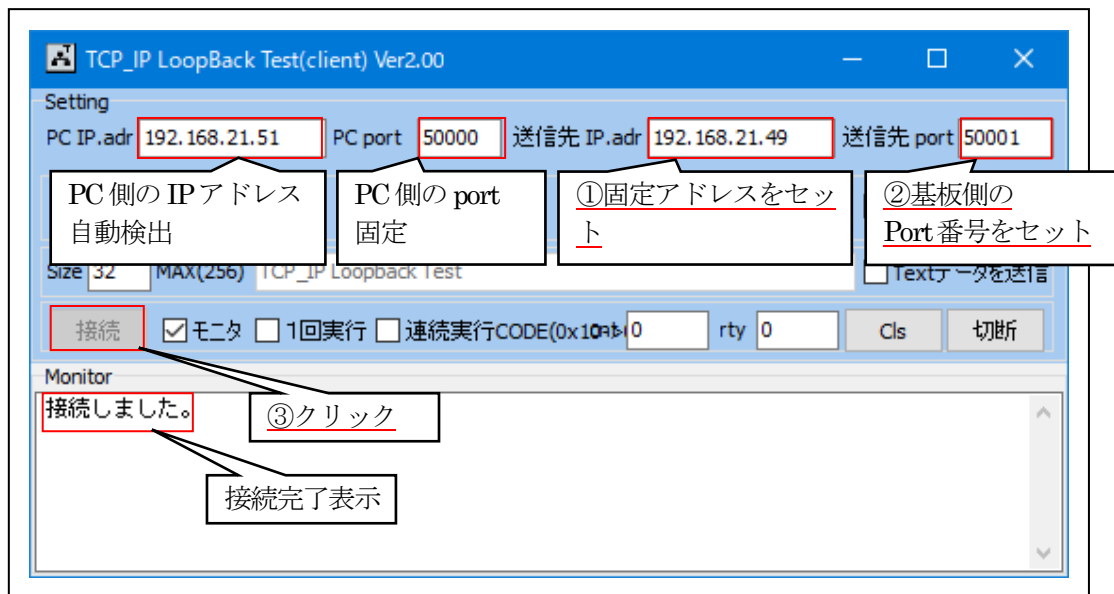 TCP_IP LoopBack Test(client) Ver2.00
Setting
PC IP.adr 192.168.21.51 PC port 50000 送信先 IP.adr 192.168.21.49 送信先 port 50001
PC側のIPアドレス
自動検出
PC側のport
固定
①固定アドレスをセッ
ト
②基板側の
Port番号をセット
Size 32 MAX(256) TCP_IP Loopback Test Textデータを送信
接続 モニタ 1回実行 連続実行CODE(0x10 0 rty 0 Cls 切断
Monitor
接続しました。
③クリック
接続完了表示